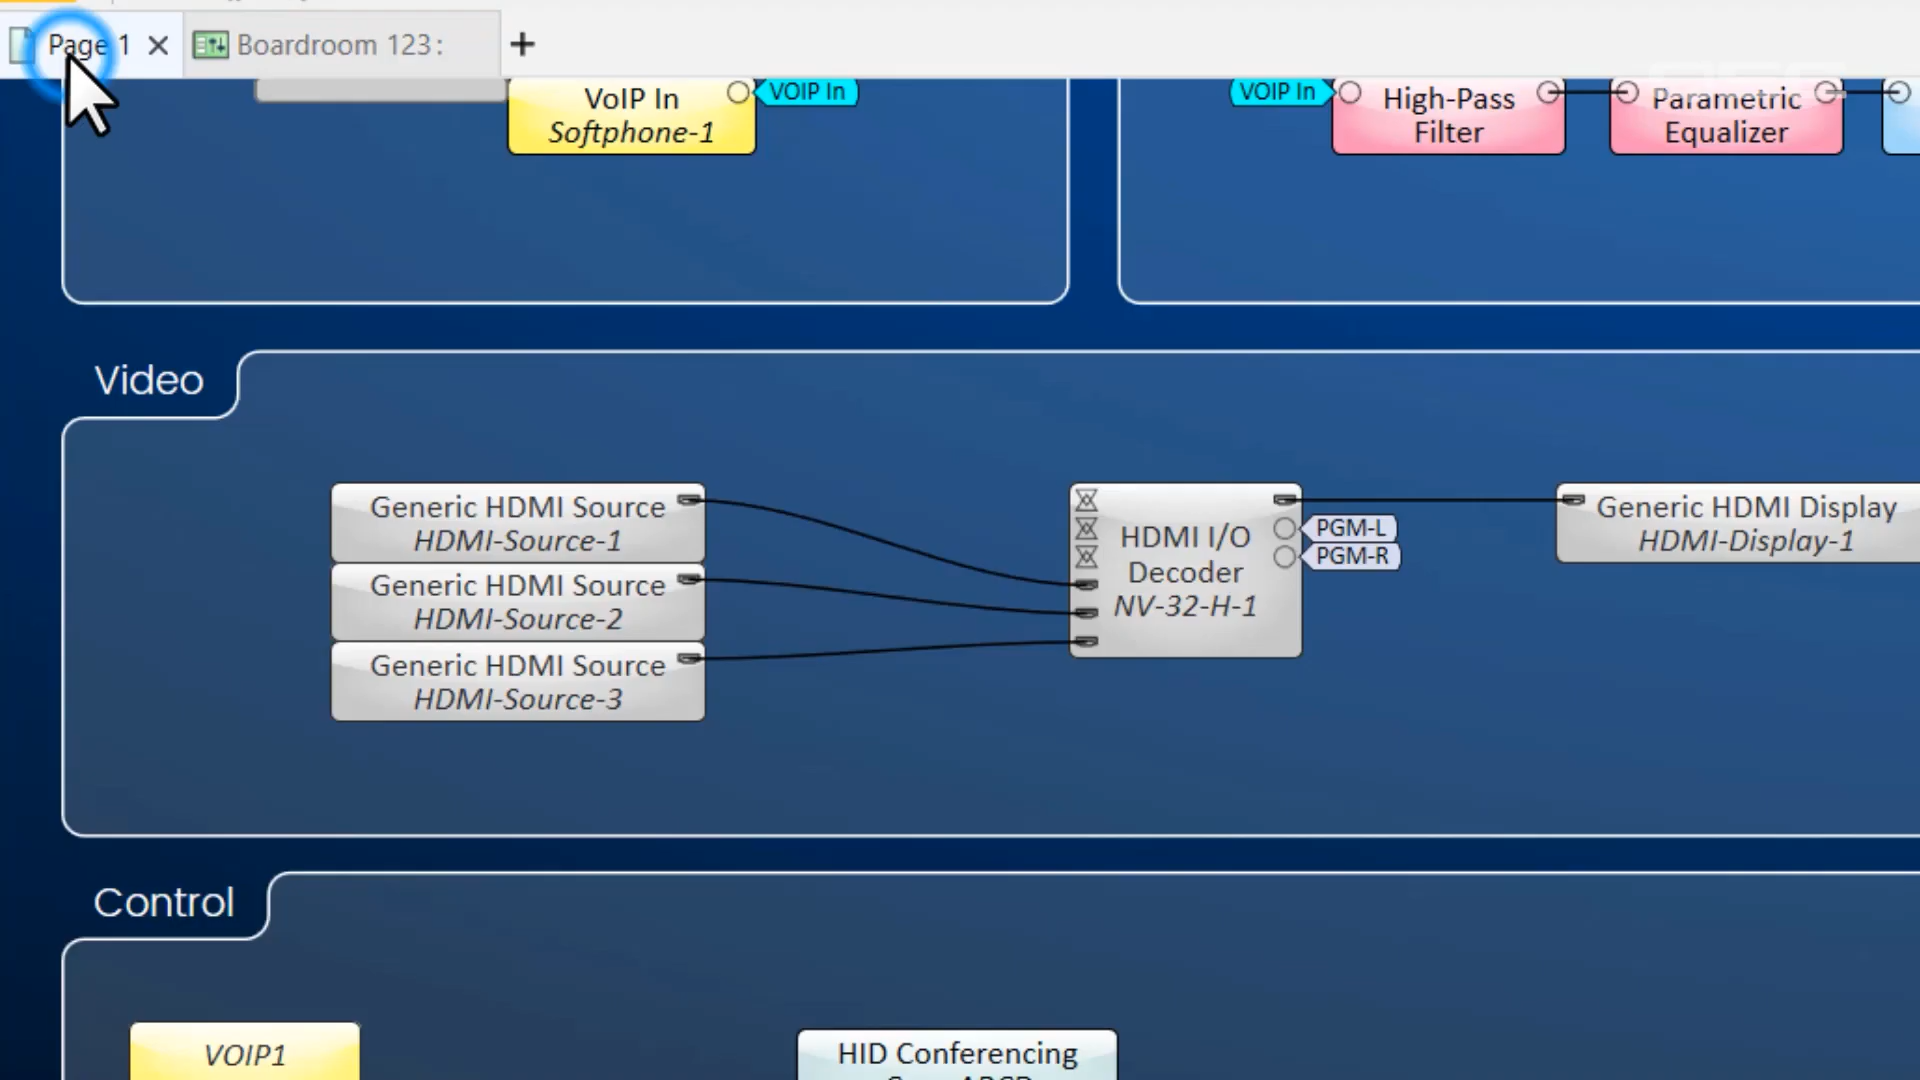 Page 1
Boardroom 123:
VoIP In
Softphone-1
VOIP In
VOIP In
High-Pass
Filter
Parametric
Equalizer
Video
Generic HDMI Source
HDMI-Source-1
Generic HDMI Source
HDMI-Source-2
Generic HDMI Source
HDMI-Source-3
HDMI I/O
Decoder
NV-32-H-1
PGM-L
PGM-R
Generic HDMI Display
HDMI-Display-1
Control
VOIP1
HID Conferencing